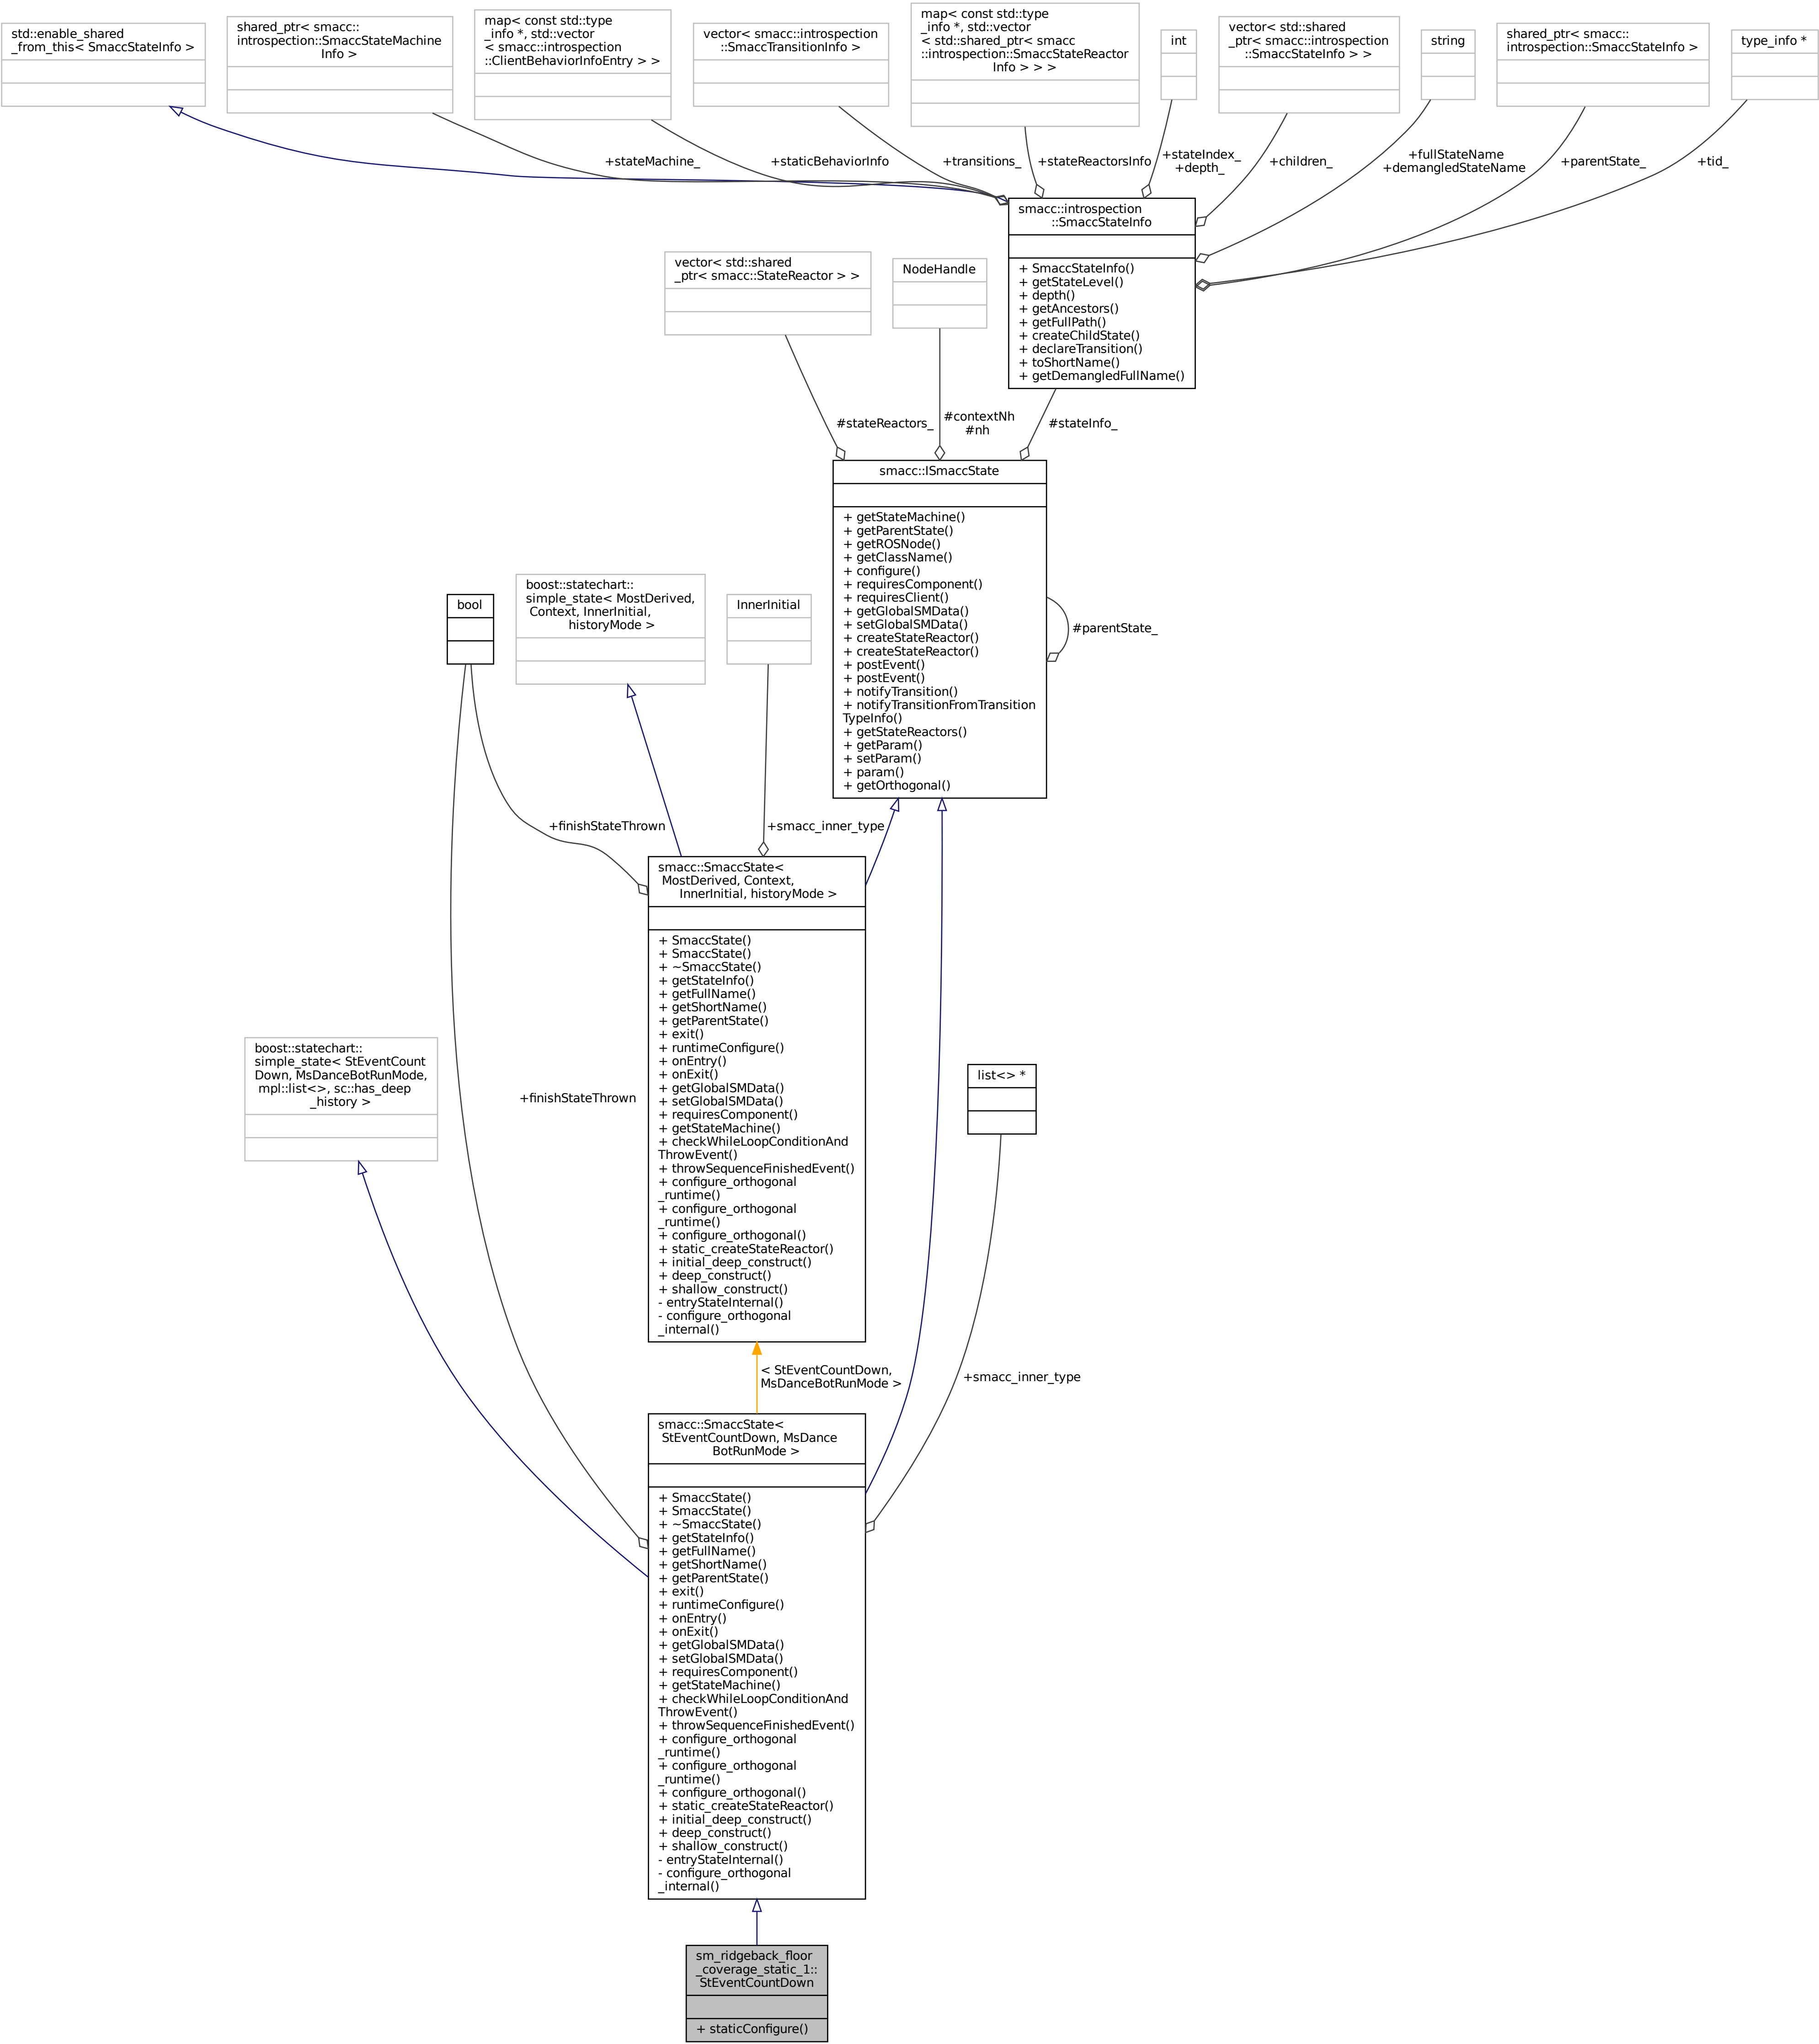 std::enable_shared
_from_this< SmaccStateInfo >
shared_ptr< smacc::
introspection::SmaccStateMachine
Info >
map< const std::type
_info *, std::vector
< smacc::introspection
::ClientBehaviorInfoEntry > >
vector< smacc::introspection
::SmaccTransitionInfo >
map< const std::type
_info *, std::vector
< std::shared_ptr< smacc
::introspection::SmaccStateReactor
Info > > >
int
vector< std::shared
_ptr< smacc::introspection
::SmaccStateInfo > >
string
shared_ptr< smacc::
introspection::SmaccStateInfo >
type_info *
+stateMachine_
+staticBehaviorInfo
+transitions_
+stateReactorsInfo
+stateIndex_
+depth_
+children_
+fullStateName
+demangledStateName
+parentState_
+tid_
smacc::introspection
::SmaccStateInfo
+ SmaccStateInfo()
+ getStateLevel()
+ depth()
+ getAncestors()
+ getFullPath()
+ createChildState()
+ declareTransition()
+ toShortName()
+ getDemangledFullName()
vector< std::shared
_ptr< smacc::StateReactor > >
NodeHandle
#stateReactors_
#contextNh
#nh
#stateInfo_
smacc::ISmaccState
+ getStateMachine()
+ getParentState()
+ getROSNode()
+ getClassName()
+ configure()
+ requiresComponent()
+ requiresClient()
+ getGlobalSMData()
+ setGlobalSMData()
+ createStateReactor()
+ createStateReactor()
+ postEvent()
+ postEvent()
+ notifyTransition()
+ notifyTransitionFromTransition
TypeInfo()
+ getStateReactors()
+ getParam()
+ setParam()
+ param()
+ getOrthogonal()
#parentState_
bool
boost::statechart::
simple_state< MostDerived,
Context, InnerInitial,
historyMode >
InnerInitial
+finishStateThrown
+smacc_inner_type
smacc::SmaccState<
MostDerived, Context,
InnerInitial, historyMode >
+ SmaccState()
+ SmaccState()
+ ~SmaccState()
+ getStateInfo()
+ getFullName()
+ getShortName()
+ getParentState()
+ exit()
+ runtimeConfigure()
+ onEntry()
+ onExit()
+ getGlobalSMData()
+ setGlobalSMData()
+ requiresComponent()
+ getStateMachine()
+ checkWhileLoopConditionAnd
ThrowEvent()
+ throwSequenceFinishedEvent()
+ configure_orthogonal
_runtime()
+ configure_orthogonal
_runtime()
+ configure_orthogonal()
+ static_createStateReactor()
+ initial_deep_construct()
+ deep_construct()
+ shallow_construct()
- entryStateInternal()
- configure_orthogonal
_internal()
boost::statechart::
simple_state< StEventCount
Down, MsDanceBotRunMode,
mpl::list<>, sc::has_deep
_history >
+finishStateThrown
list<> *
< StEventCountDown,
MsDanceBotRunMode >
+smacc_inner_type
smacc::SmaccState<
StEventCountDown, MsDance
BotRunMode >
+ SmaccState()
+ SmaccState()
+ ~SmaccState()
+ getStateInfo()
+ getFullName()
+ getShortName()
+ getParentState()
+ exit()
+ runtimeConfigure()
+ onEntry()
+ onExit()
+ getGlobalSMData()
+ setGlobalSMData()
+ requiresComponent()
+ getStateMachine()
+ checkWhileLoopConditionAnd
ThrowEvent()
+ throwSequenceFinishedEvent()
+ configure_orthogonal
_runtime()
+ configure_orthogonal
_runtime()
+ configure_orthogonal()
+ static_createStateReactor()
+ initial_deep_construct()
+ deep_construct()
+ shallow_construct()
- entryStateInternal()
- configure_orthogonal
_internal()
sm_ridgeback_floor
_coverage_static_1::
StEventCountDown
+ staticConfigure()